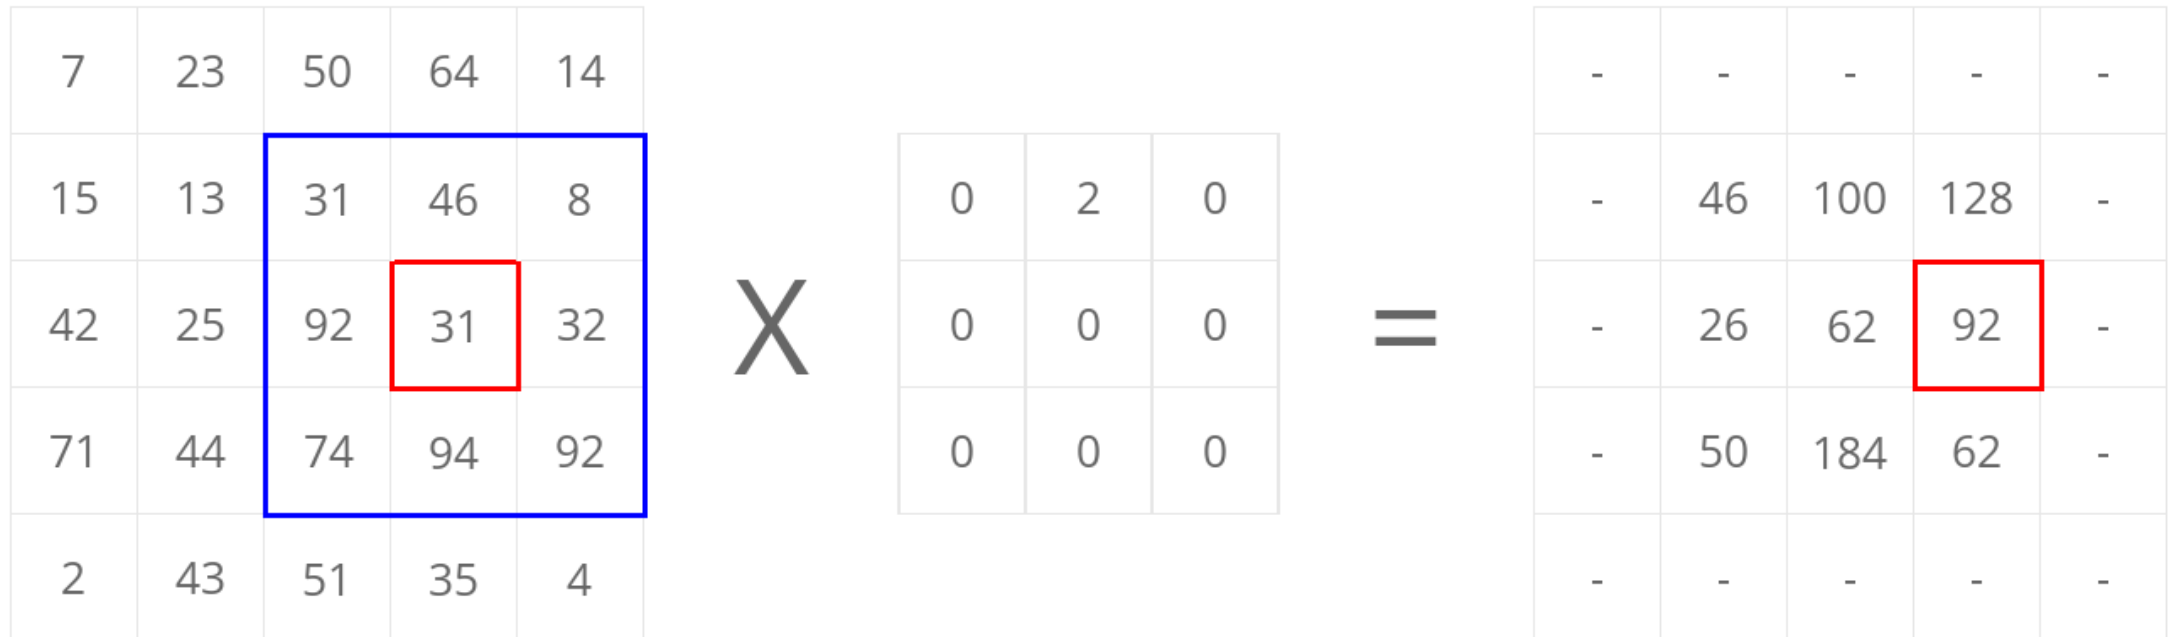 7 23 50 64 14 - - - - -
15 13 31 46 8 0 2 0 - 46 100 128 -
42 25 92 31 32 X 0 0 0 = - 26 62 92 -
71 44 74 94 92 0 0 0 - 50 184 62 -
2 43 51 35 4 - - - - -